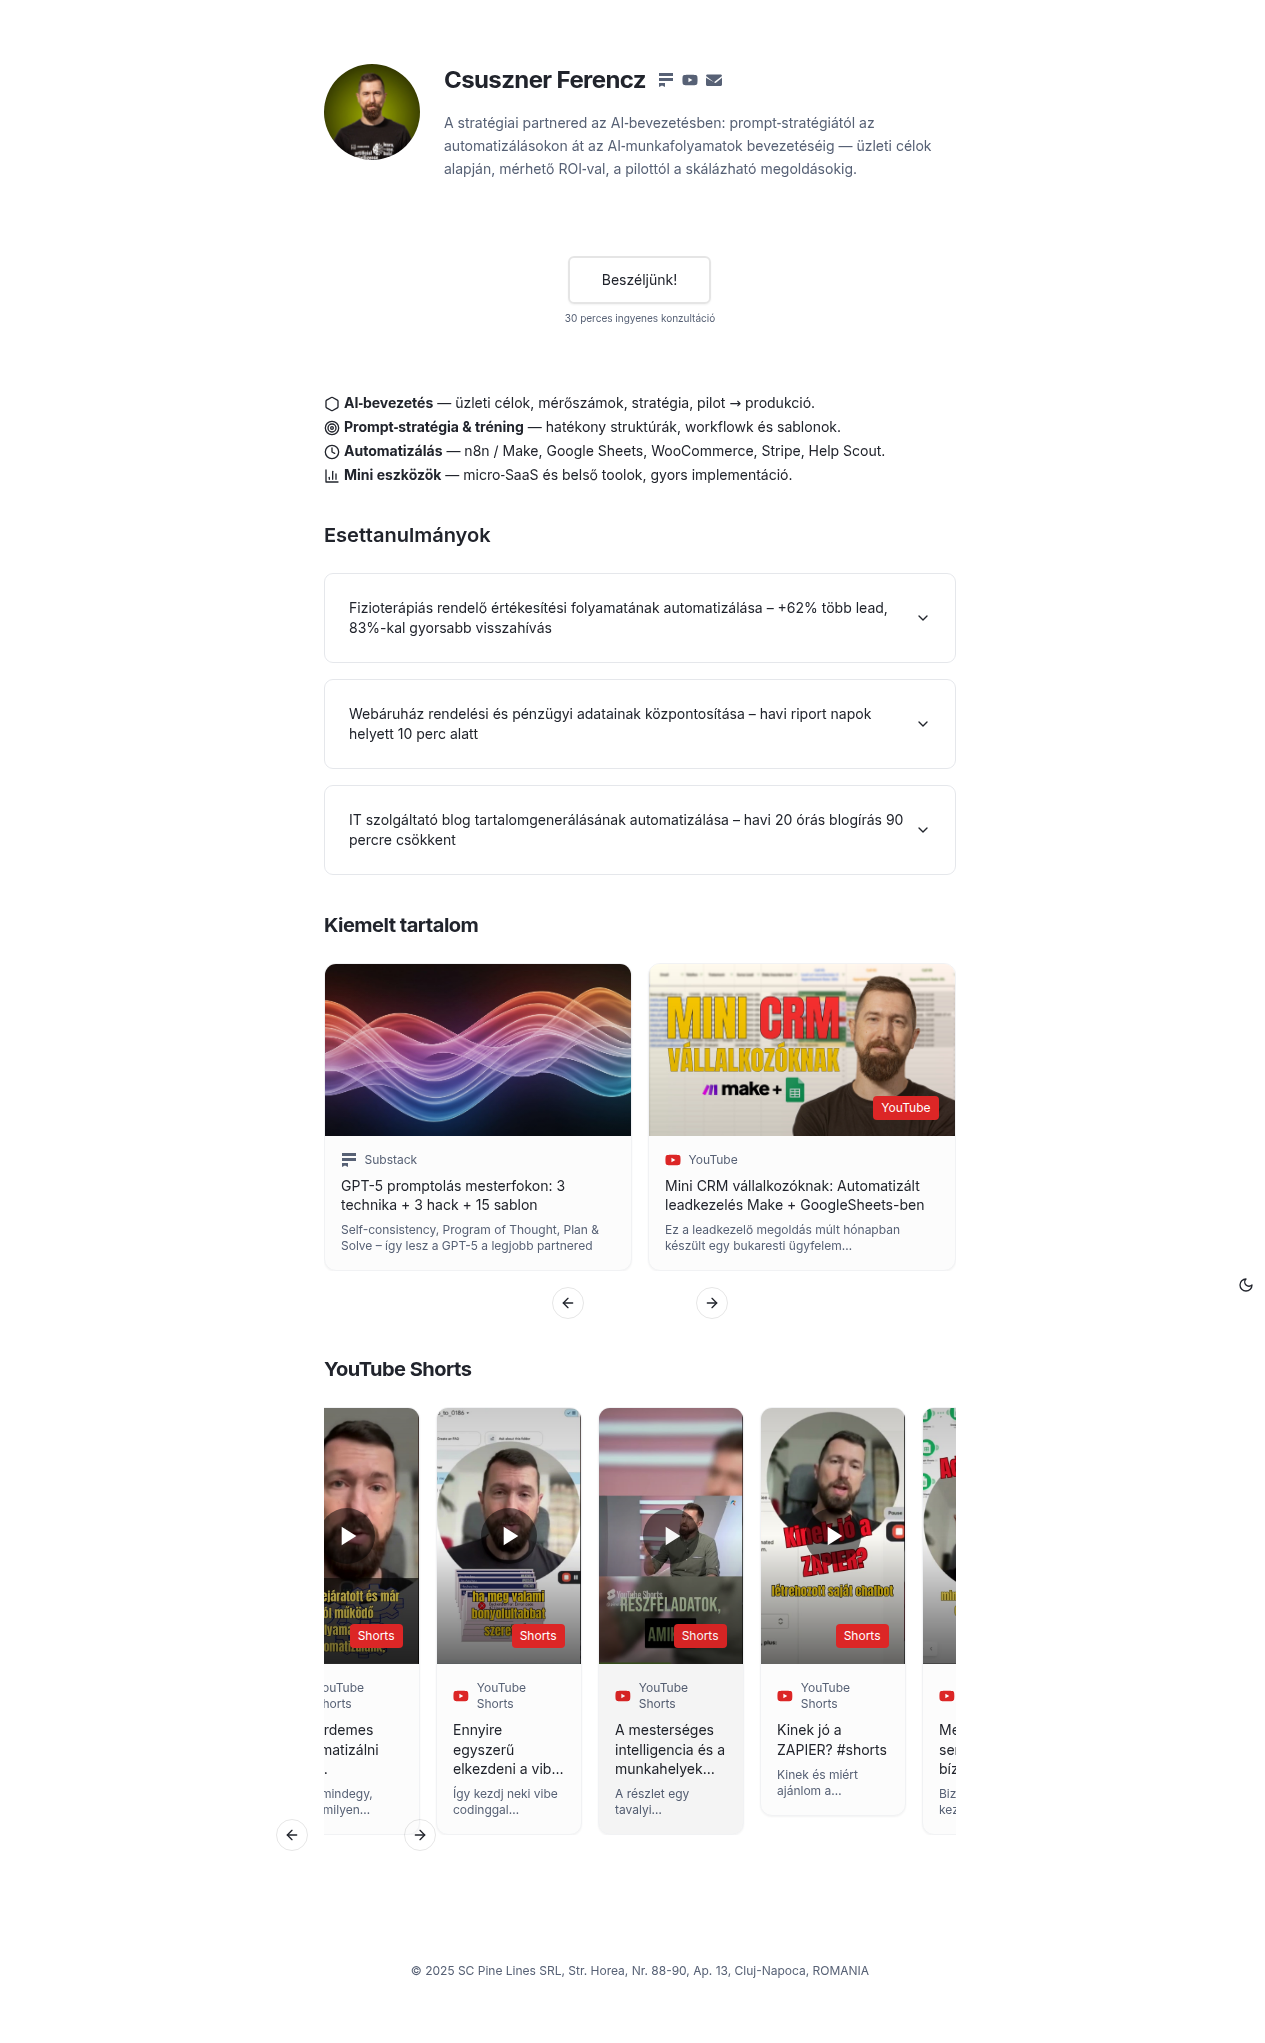 Csuszner Ferencz
A stratégiai partnered az AI-bevezetésben: prompt-stratégiától az
automatizálásokon át az AI-munkafolyamatok bevezetéséig — üzleti célok
alapján, mérhető ROI-val, a pilottól a skálázható megoldásokig.
Beszéljünk!
30 perces ingyenes konzultáció
AI-bevezetés — üzleti célok, mérőszámok, stratégia, pilot → produkció.
Prompt-stratégia & tréning — hatékony struktúrák, workflowk és sablonok.
Automatizálás — n8n / Make, Google Sheets, WooCommerce, Stripe, Help Scout.
Mini eszközök — micro-SaaS és belső toolok, gyors implementáció.
Esettanulmányok
Fizioterápiás rendelő értékesítési folyamatának automatizálása – +62% több lead,
83%-kal gyorsabb visszahívás
Webáruház rendelési és pénzügyi adatainak központosítása – havi riport napok
helyett 10 perc alatt
IT szolgáltató blog tartalomgenerálásának automatizálása – havi 20 órás blogírás 90
percre csökkent
Kiemelt tartalom
MINI CRM
VÁLLALKOZÓKNAK
make +
YouTube
Substack
GPT-5 promptolás mesterfokon: 3
technika + 3 hack + 15 sablon
Self-consistency, Program of Thought, Plan &
Solve – így lesz a GPT-5 a legjobb partnered
YouTube
Mini CRM vállalkozóknak: Automatizált
leadkezelés Make + GoogleSheets-ben
Ez a leadkezelő megoldás múlt hónapban
készült egy bukaresti ügyfelem...
YouTube Shorts
ejáratott és már
ól működő
Shorts
ouTube
horts
rdemes
matizálni
mindegy,
milyen...
ha meg valami
bonyolultabbat
Shorts
YouTube
Shorts
Ennyire
egyszerű
elkezdeni a vib...
Így kezdj neki vibe
codinggal...
YouTube Shorts
RÉSZFELADATOK,
Shorts
YouTube
Shorts
A mesterséges
intelligencia és a
munkahelyek...
A részlet egy
tavalyi...
Pause
Kinek jó a
ZAPIER?
létrehozott saját chatbot
Shorts
YouTube
Shorts
Kinek jó a
ZAPIER? #shorts
Kinek és miért
ajánlom a...
Me
ser
bíz
Biz
kez
© 2025 SC Pine Lines SRL, Str. Horea, Nr. 88-90, Ap. 13, Cluj-Napoca, ROMANIA